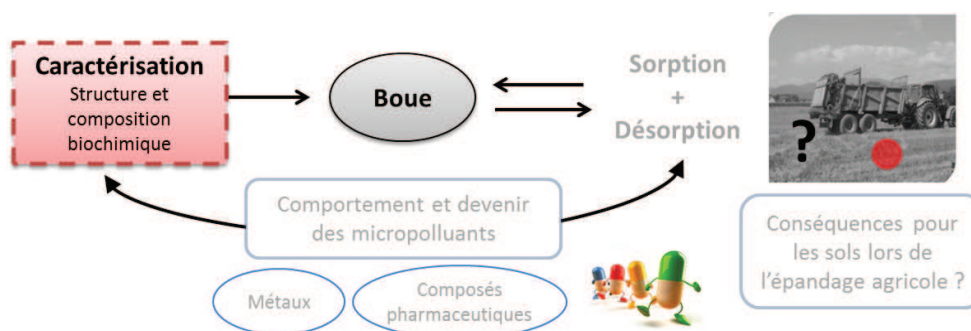 Caractérisation
Structure et
composition
biochimique
Boue
Sorption
+
Désorption
?
Comportement et devenir
des micropolluants
Métaux
Composés
pharmaceutiques
Conséquences pour
les sols lors de
l'épandage agricole ?